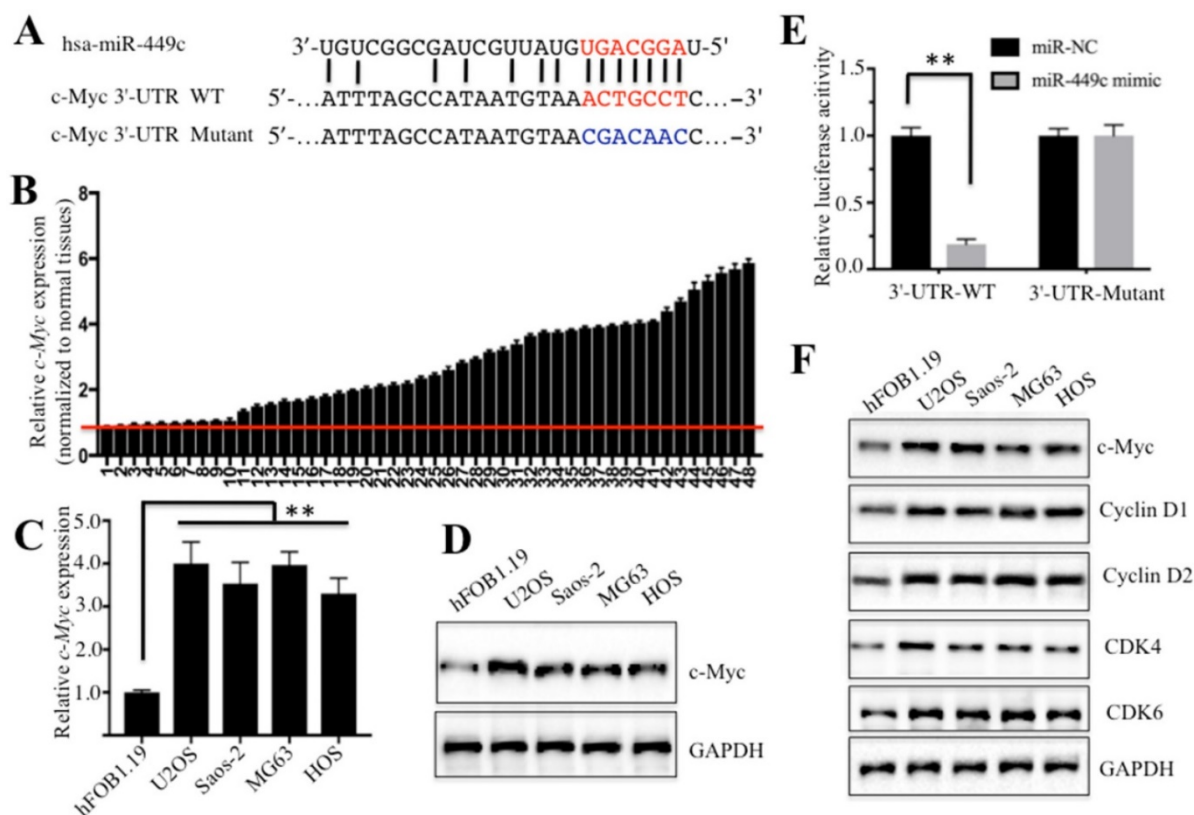 A
hsa-miR-449c 3'-UGUCGGCGAUCGUUAUGUGACGGAU-5'
c-Myc 3'-UTR WT 5'-...ATTTAGCCATAATGTAAACTGCCTC...-3'
c-Myc 3'-UTR Mutant 5'-...ATTTAGCCATAATGTAACGACAACC...-3'
B
Relative c-Myc expression
(normalized to normal tissues)
8
6
4
2
0
1 2 3 4 5 6 7 8 9 10 11 12 13 14 15 16 17 18 19 20 21 22 23 24 25 26 27 28 29 30 31 32 33 34 35 36 37 38 39 40 41 42 43 44 45 46 47 48
C
Relative c-Myc expression
5.0
4.0
3.0
2.0
1.0
**
hFOB1.19 U2OS Saos-2 MG63 HOS
D
hFOB1.19 U2OS Saos-2 MG63 HOS
c-Myc
GAPDH
E
miR-NC
miR-449c mimic
Relative luciferase acitivity
1.5
1.0
0.5
0.0
**
3'-UTR-WT 3'-UTR-Mutant
F
hFOB1.19 U2OS Saos-2 MG63 HOS
c-Myc
Cyclin D1
Cyclin D2
CDK4
CDK6
GAPDH